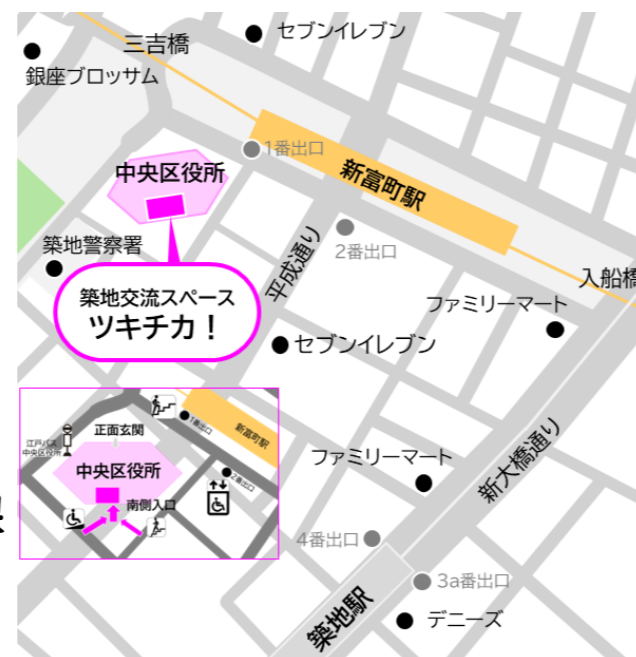 セブンイレブン
三吉橋
銀座ブロッサム
1番出口
中央区役所
新富町駅
築地警察署
平成通り
2番出口
入船橋
築地交流スペース
ツキチカ！
ファミリーマート
セブンイレブン
正面玄関
江戸バス
中央区役所
1番出口
新富町駅
中央区役所
2番出口
南側入口
ファミリーマート
新大橋通り
4番出口
3a番出口
築地駅
デニーズ